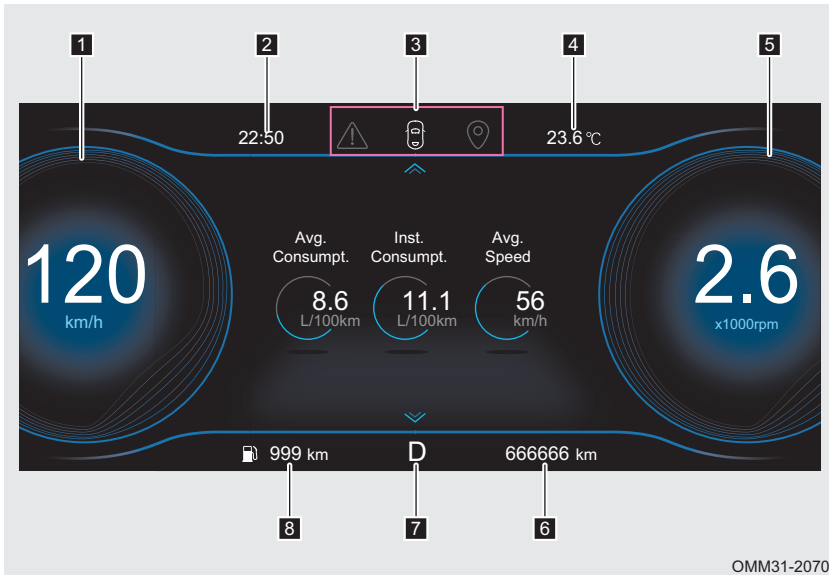 1
2
3
4
5
22:50
23.6 ℃
Avg.
Consumpt.
Inst.
Consumpt.
Avg.
Speed
120
km/h
8.6
L/100km
11.1
L/100km
56
km/h
2.6
x1000rpm
999 km
D
666666 km
8
7
6
OMM31-2070